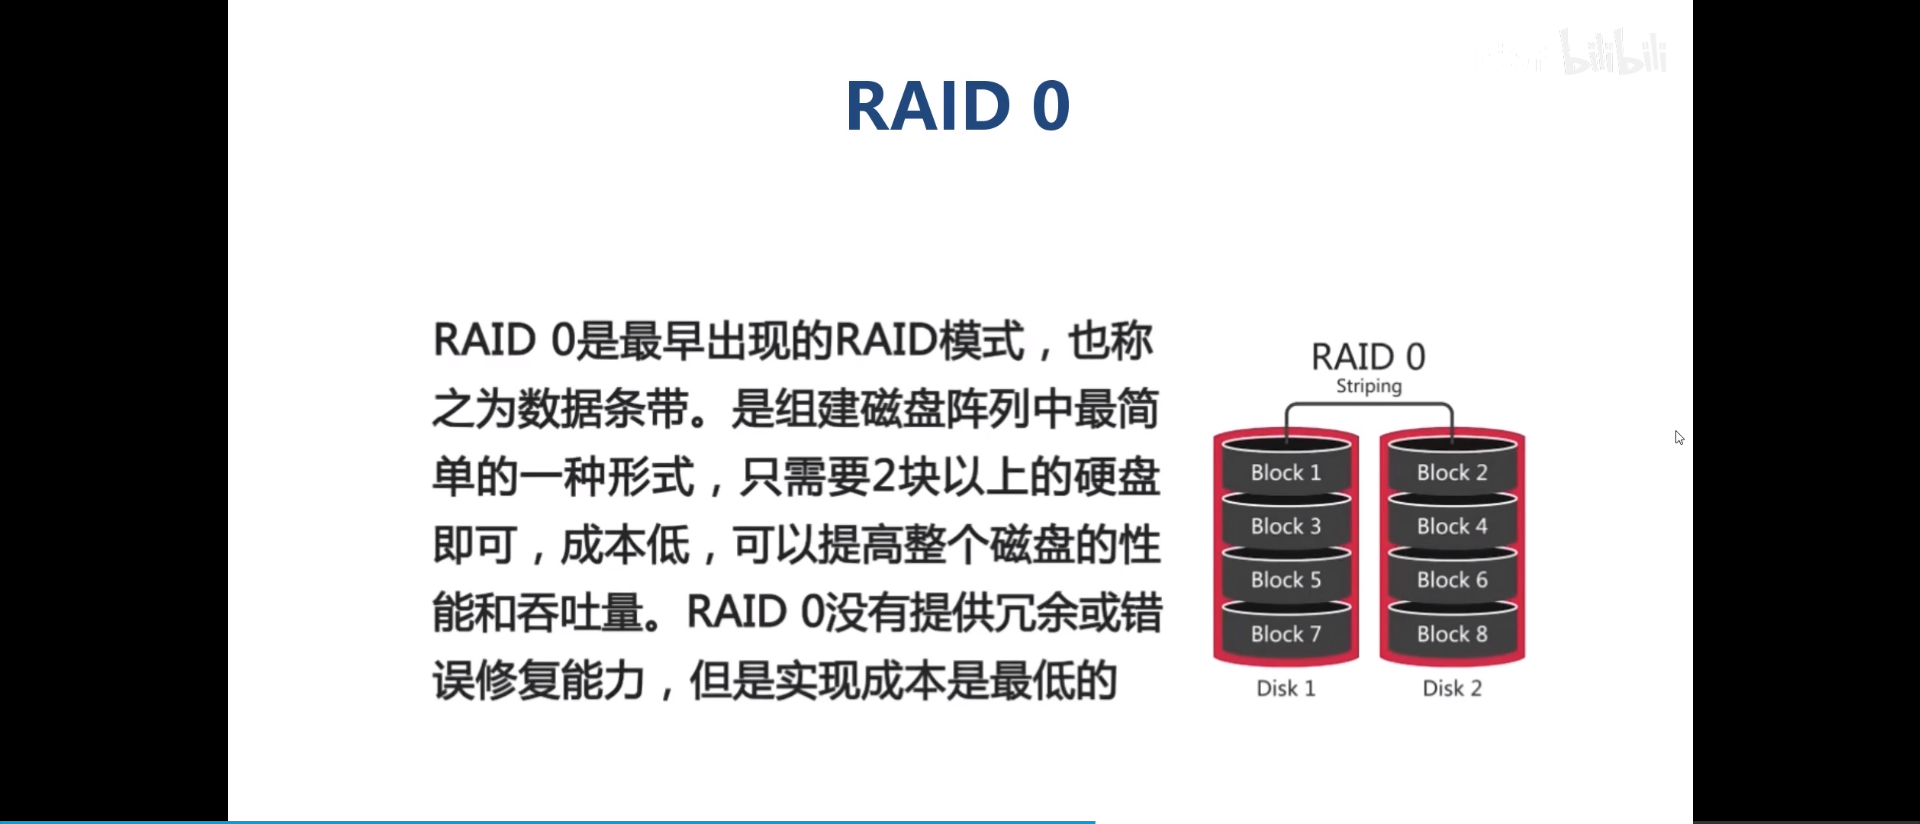 bilibili
RAID 0
RAID 0是最早出现的RAID模式，也称
之为数据条带。是组建磁盘阵列中最简
单的一种形式，只需要2块以上的硬盘
即可，成本低，可以提高整个磁盘的性
能和吞吐量。RAID 0没有提供冗余或错
误修复能力，但是实现成本是最低的
RAID 0
Striping
Block 1 Block 2
Block 3 Block 4
Block 5 Block 6
Block 7 Block 8
Disk 1 Disk 2